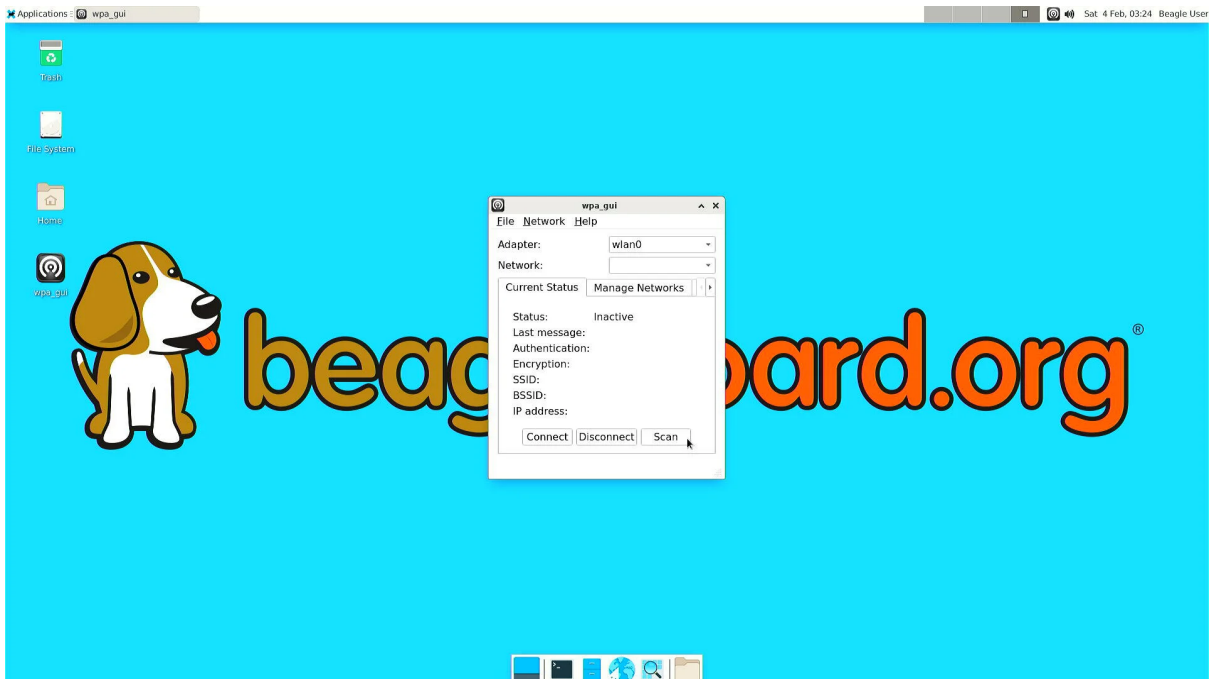 Applications
wpa_gui
Sat 4 Feb, 03:24 Beagle User
Trash
File System
Home
wpa_gui
wpa_gui
File Network Help
Adapter: wlan0
Network:
Current Status Manage Networks
Status: Inactive
Last message:
Authentication:
Encryption:
SSID:
BSSID:
IP address:
Connect Disconnect Scan
beag oard.org®